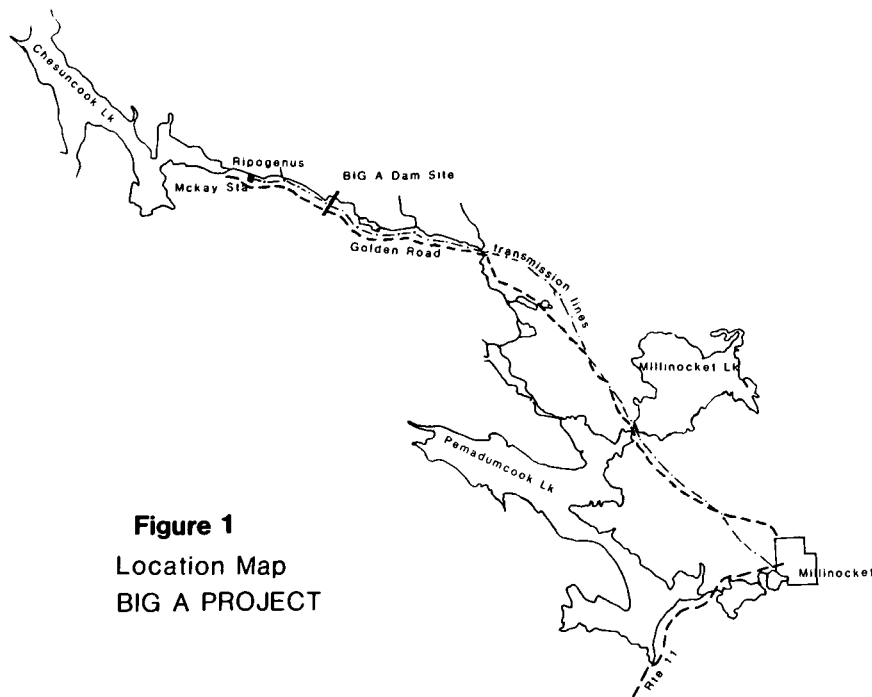 Chesuncook Lk
Ripogenus
Mckay Sta
BIG A Dam Site
Golden Road
transmission lines
Millinocket Lk
Pemadumcook Lk
Figure 1
Location Map
BIG A PROJECT
Millinocket
Rte 11